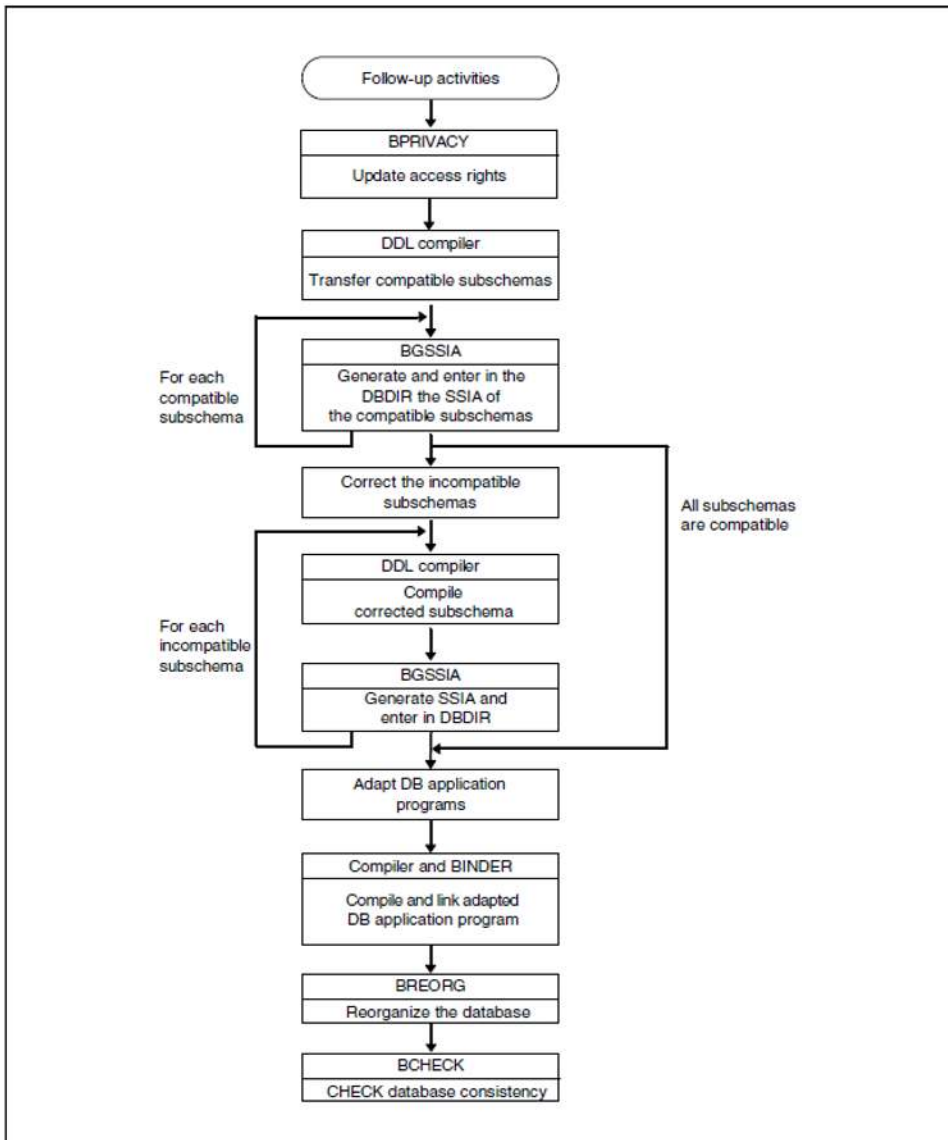 Follow-up activities
BPRIVACY
Update access rights
DDL compiler
Transfer compatible subschemas
For each
compatible
subschema
BGSSIA
Generate and enter in the
DBDIR the SSIA of
the compatible subschemas
Correct the incompatible
subschemas
All subschemas
are compatible
For each
incompatible
subschema
DDL compiler
Compile
corrected subschema
BGSSIA
Generate SSIA and
enter in DBDIR
Adapt DB application
programs
Compiler and BINDER
Compile and link adapted
DB application program
BREORG
Reorganize the database
BCHECK
CHECK database consistency